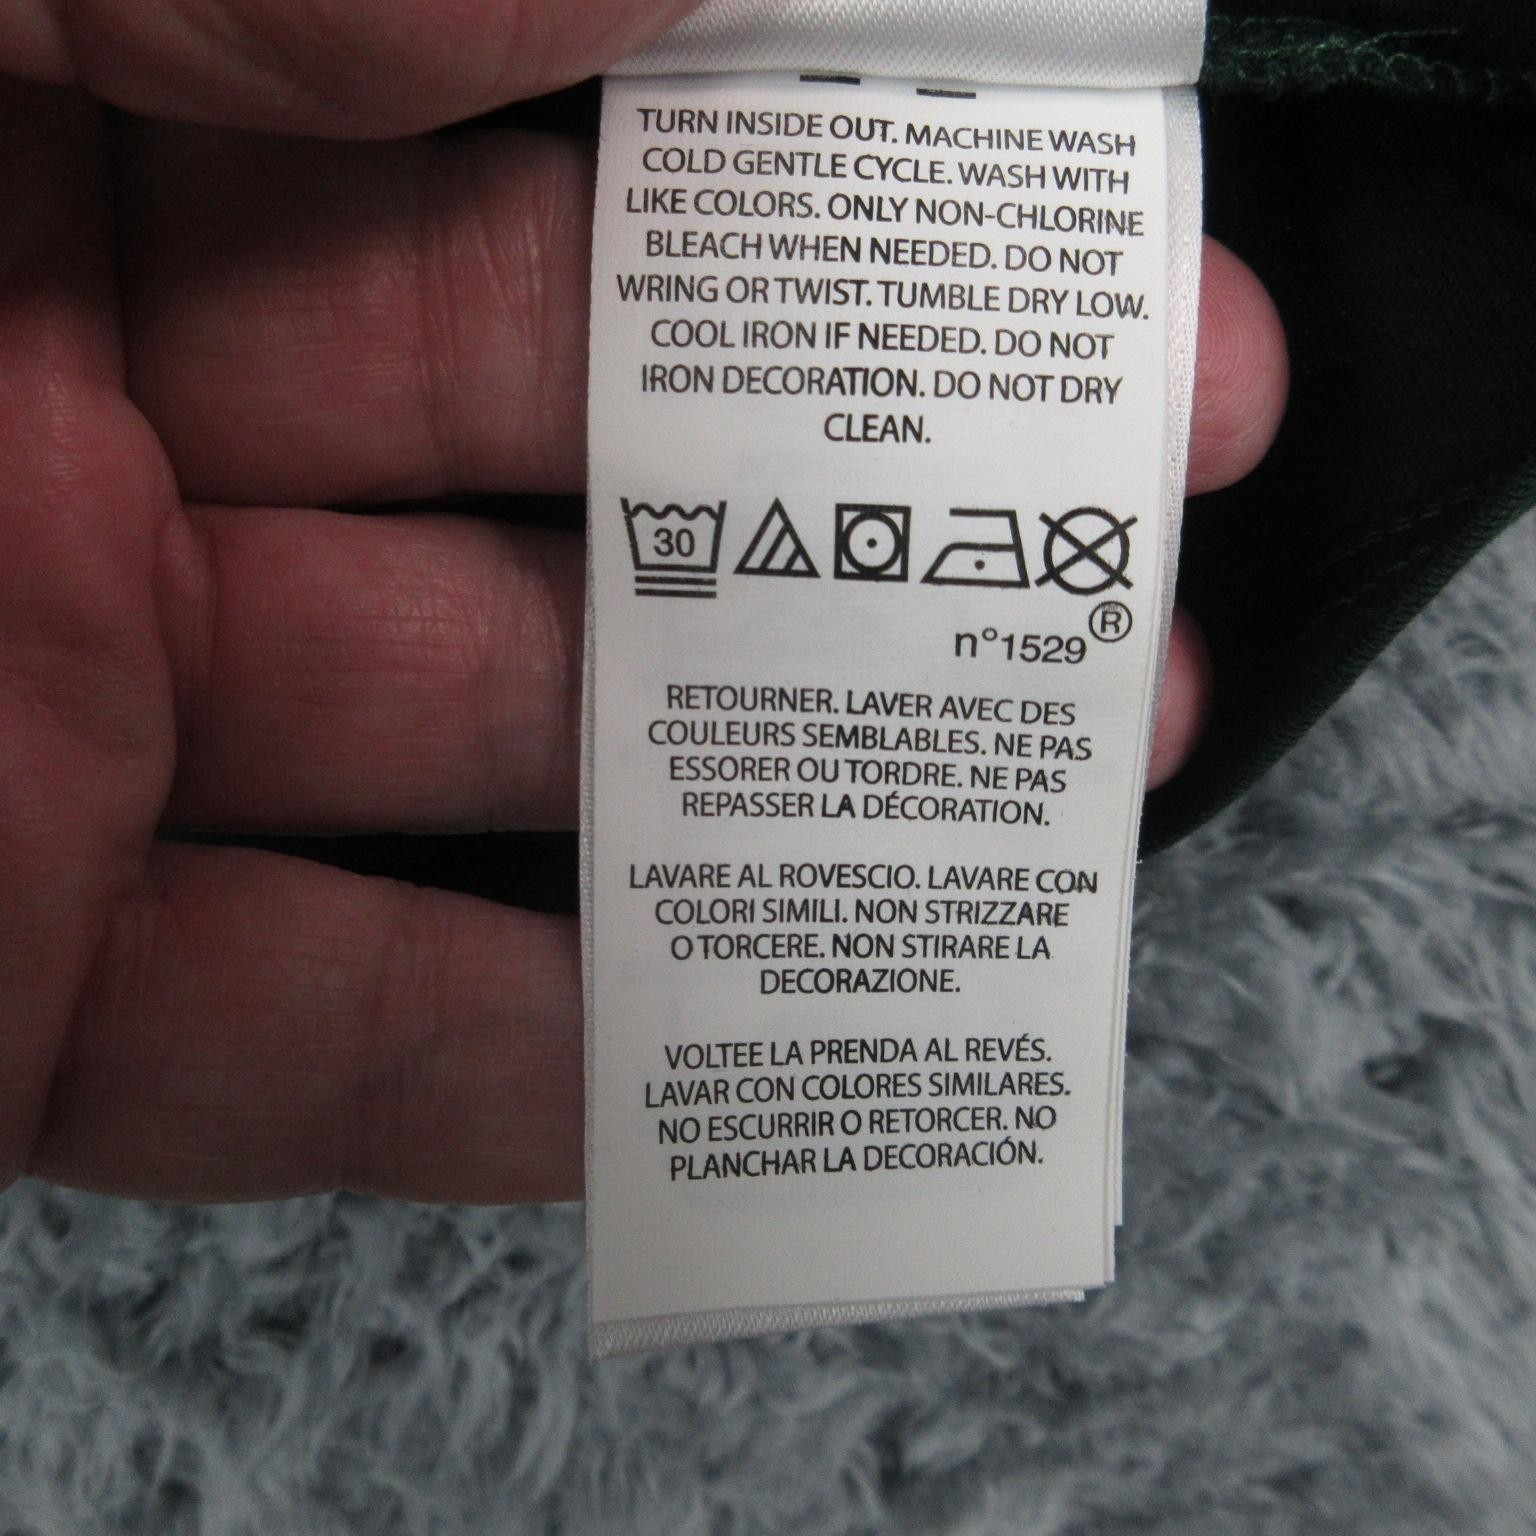 TURN INSIDE OUT. MACHINE WASH
COLD GENTLE CYCLE. WASH WITH
LIKE COLORS. ONLY NON-CHLORINE
BLEACH WHEN NEEDED. DO NOT
WRING OR TWIST. TUMBLE DRY LOW.
COOL IRON IF NEEDED. DO NOT
IRON DECORATION. DO NOT DRY
CLEAN.
30
n°1529®
RETOURNER. LAVER AVEC DES
COULEURS SEMBLABLES. NE PAS
ESSORER OU TORDRE. NE PAS
REPASSER LA DÉCORATION.
LAVARE AL ROVESCIO. LAVARE CON
COLORI SIMILI. NON STRIZZARE
O TORCERE. NON STIRARE LA
DECORAZIONE.
VOLTEE LA PRENDA AL REVÉS.
LAVAR CON COLORES SIMILARES.
NO ESCURRIR O RETORCER. NO
PLANCHAR LA DECORACIÓN.